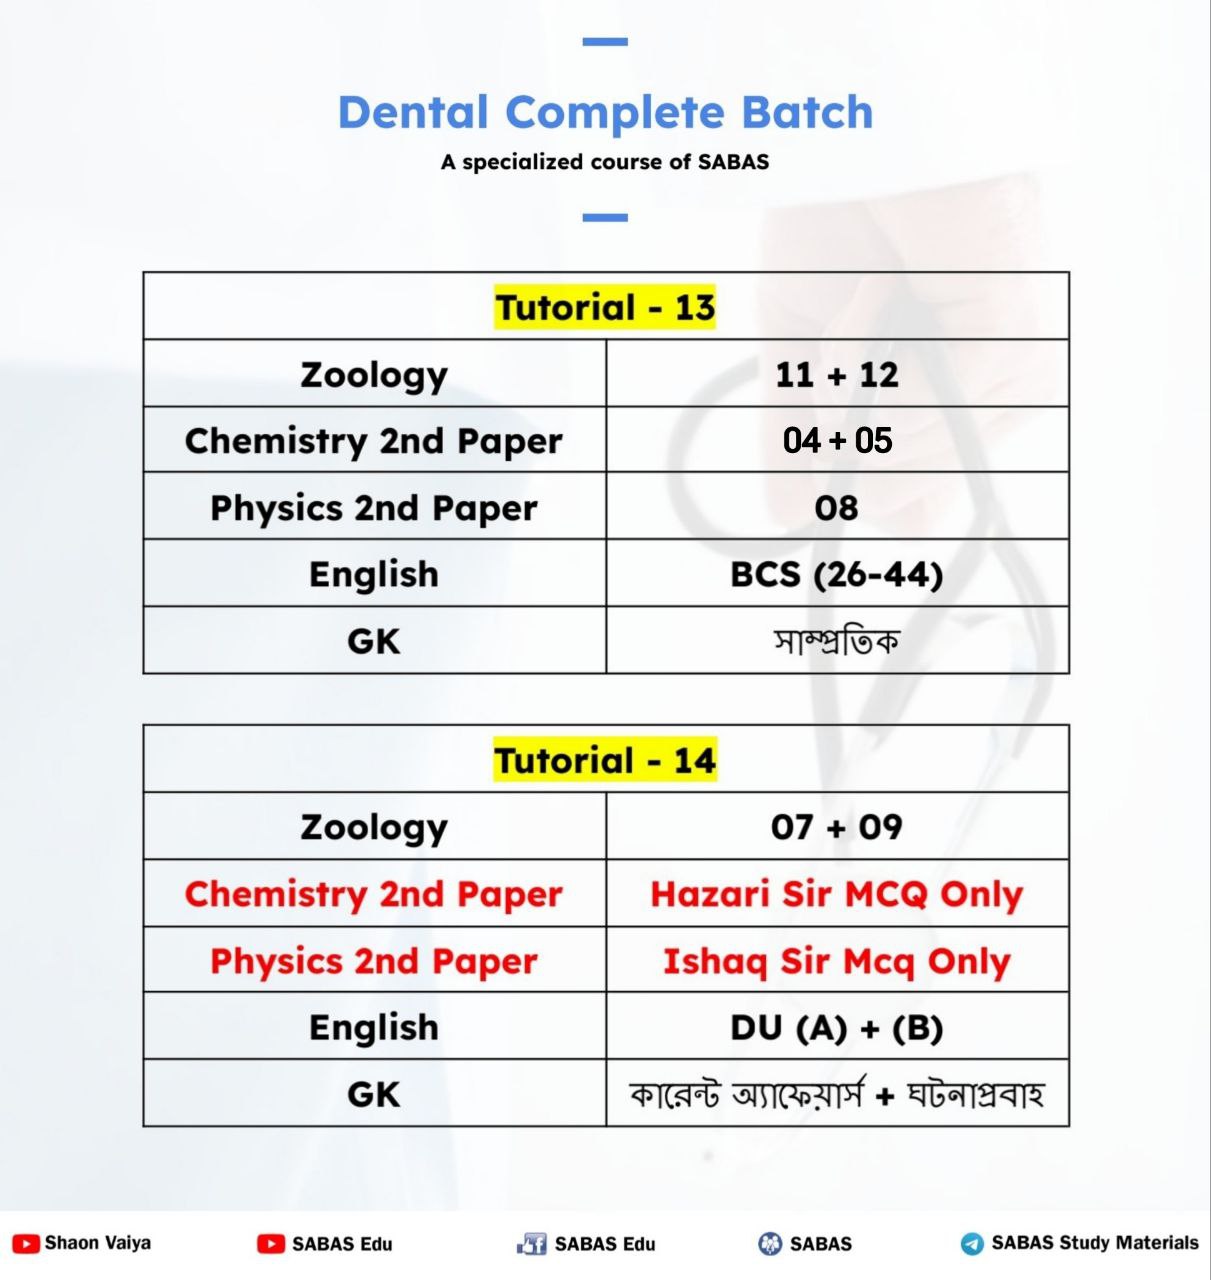 Dental Complete Batch
A specialized course of SABAS
Tutorial - 13
Zoology 11 + 12
Chemistry 2nd Paper 04 + 05
Physics 2nd Paper 08
English BCS (26-44)
GK সাম্প্রতিক
Tutorial - 14
Zoology 07 + 09
Chemistry 2nd Paper Hazari Sir MCQ Only
Physics 2nd Paper Ishaq Sir Mcq Only
English DU (A) + (B)
GK কারেন্ট অ্যাফেয়ার্স + ঘটনাপ্রবাহ
Shaon Vaiya SABAS Edu SABAS Edu SABAS SABAS Study Materials